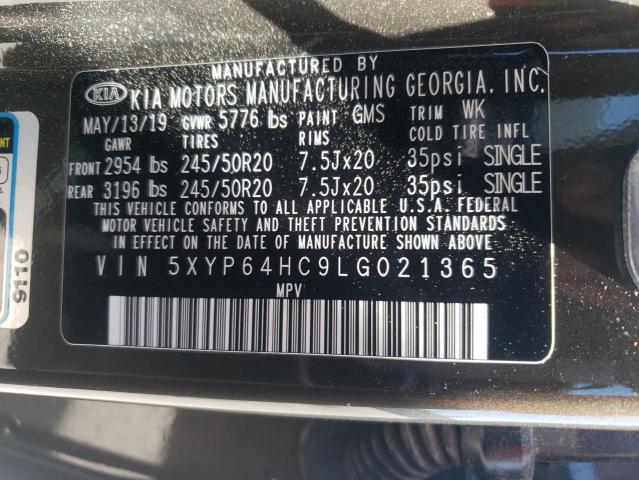 MANUFACTURED BY
KIA KIA MOTORS MANUFACTURING GEORGIA, INC.
MAY/13/19 GVWR 5776 lbs PAINT GMS TRIM WK
GAWR TIRES RIMS COLD TIRE INFL
FRONT 2954 lbs 245/50R20 7.5Jx20 35psi SINGLE
REAR 3196 lbs 245/50R20 7.5Jx20 35psi SINGLE
THIS VEHICLE CONFORMS TO ALL APPLICABLE U.S.A. FEDERAL
MOTOR VEHICLE SAFETY AND THEFT PREVENTION STANDARDS
IN EFFECT ON THE DATE OF MANUFACTURE SHOWN ABOVE.
VIN 5XYP64HC9LG021365
MPV
9110